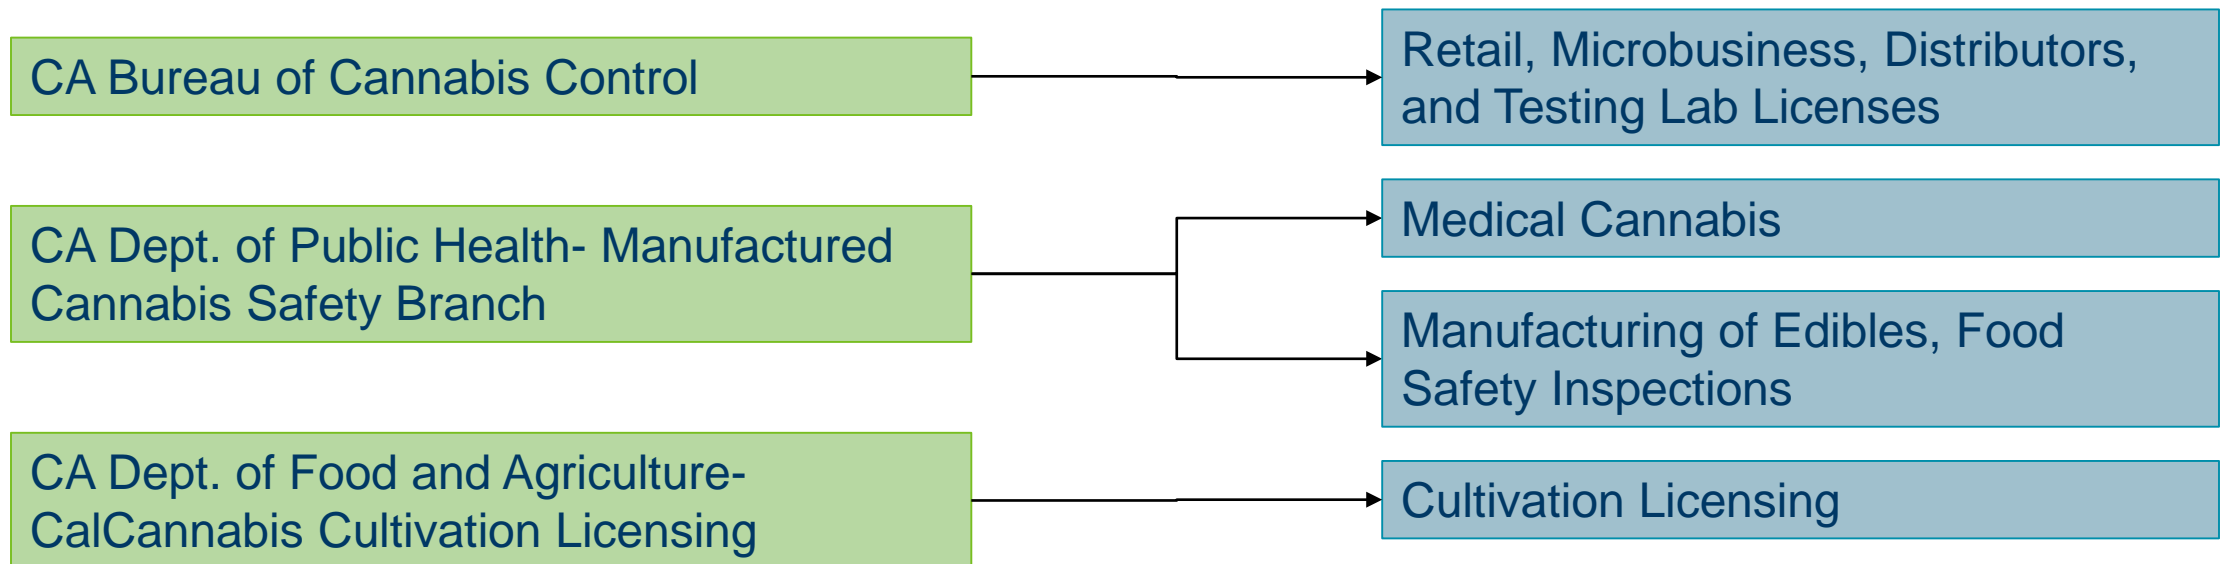 CA Bureau of Cannabis Control
Retail, Microbusiness, Distributors,
and Testing Lab Licenses
CA Dept. of Public Health- Manufactured
Cannabis Safety Branch
Medical Cannabis
Manufacturing of Edibles, Food
Safety Inspections
CA Dept. of Food and Agriculture-
CalCannabis Cultivation Licensing
Cultivation Licensing